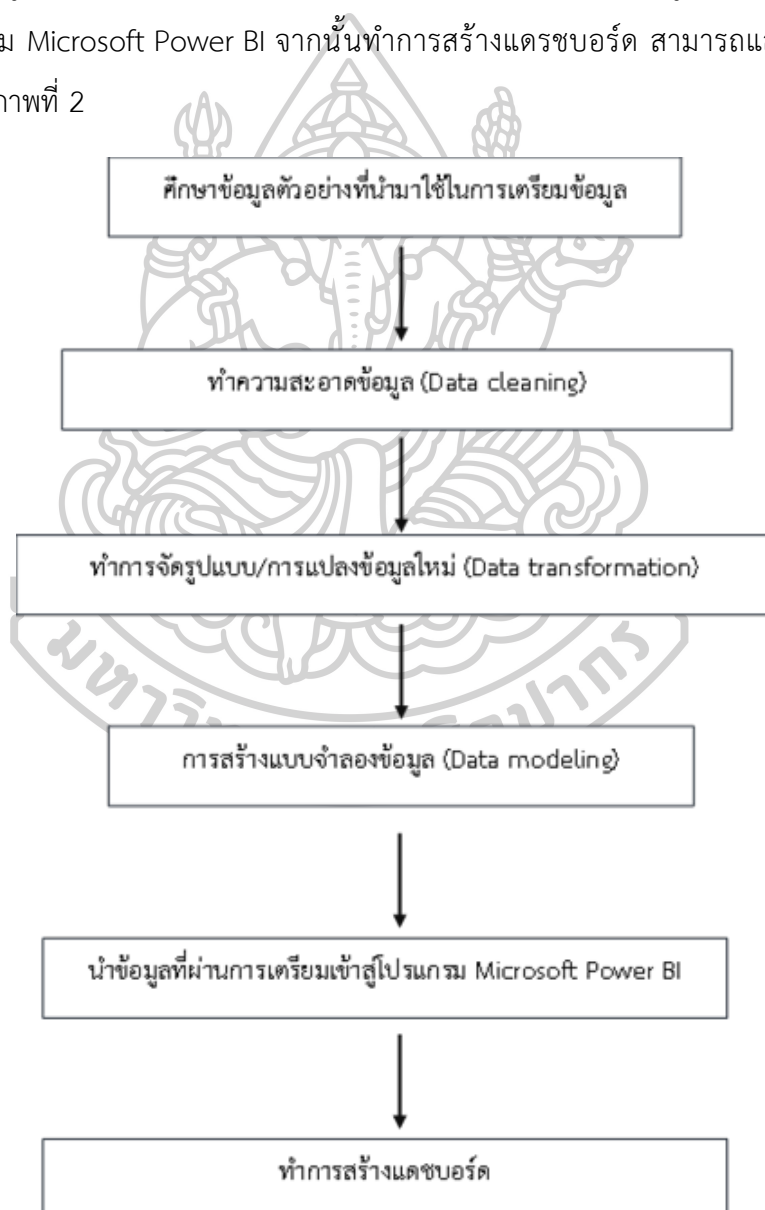 ม Microsoft Power BI จากนั้นทำการสร้างแดรชบอร์ด สามารถแ
าพที่ 2
ศึกษาข้อมูลตัวอย่างที่นำมาใช้ในการเตรียมข้อมูล
ทำความสะอาดข้อมูล (Data cleaning)
ทำการจัดรูปแบบ/การแปลงข้อมูลใหม่ (Data transformation)
การสร้างแบบจำลองข้อมูล (Data modeling)
นำข้อมูลที่ผ่านการเตรียมเข้าสู่โปรแกรม Microsoft Power BI
ทำการสร้างแดชบอร์ด